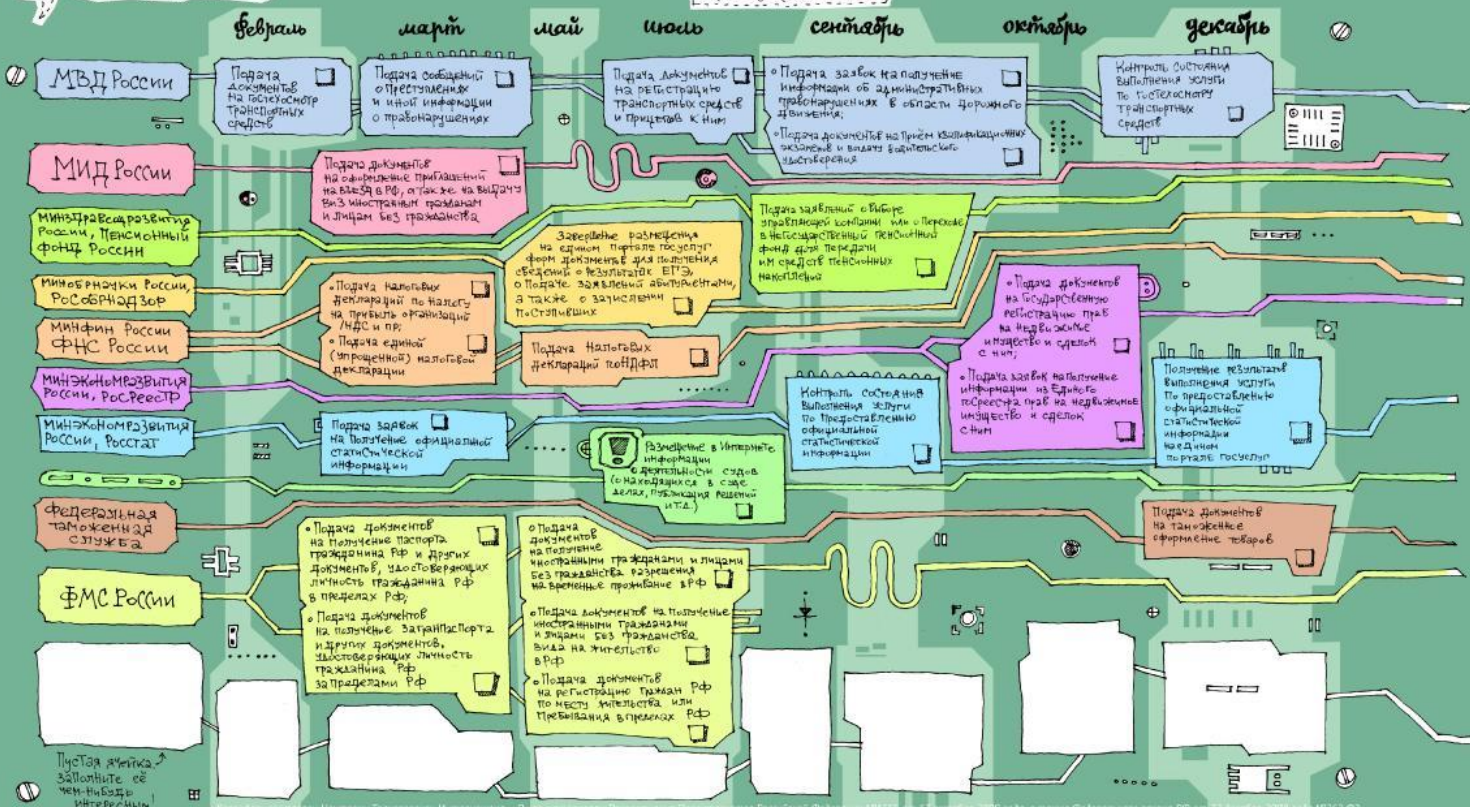 февраль
март
май
июль
сентябрь
октябрь
декабрь
МВД России
Подача
документов
на гостехосмотр
транспортных
средств
Подача сообщений
о преступлениях
и иной информации
о правонарушениях
Подача документов
на регистрацию
транспортных средств
и прицепов к ним
• Подача заявок на получение
информации об административных
правонарушениях в области дорожного
движения;
• Подача документов на приём квалификационных
экзаменов и выдачу водительского
удостоверения
Контроль состояния
выполнения услуги
по гостехосмотру
транспортных
средств
МИД России
Подача документов
на оформление приглашений
на въезд в РФ, а также на выдачу
виз иностранным гражданам
и лицам без гражданства
Минздравсоцразвития
России, Пенсионный
фонд России
Подача заявлений о выборе
управляющей компании или о переходе
в негосударственный пенсионный
фонд для передачи
им средств пенсионных
накоплений
Минобрнауки России,
Рособрнадзор
Завершение размещения
на едином портале госуслуг
форм документов для получения
сведений о результатах ЕГЭ,
о подаче заявлений абитуриентами,
а также о зачислении
поступивших
Минфин России
ФНС России
• Подача налоговых
деклараций по налогу
на прибыль организаций
/НДС и пр;
• Подача единой
(упрощенной) налоговой
декларации
Подача налоговых
деклараций по НДФЛ
Минэкономразвития
России, Росреестр
• Подача документов
на государственную
регистрацию прав
на недвижимое
имущество и сделок
с ним;
• Подача заявок на получение
информации из Единого
госреестра прав на недвижимое
имущество и сделок
с ним
Минэкономразвития
России, Росстат
Подача заявок
на получение официальной
статистической
информации
Контроль состояния
выполнения услуги
по предоставлению
официальной
статистической
информации
Получение результатов
выполнения услуги
по предоставлению
официальной
статистической
информации
на едином
портале госуслуг
Размещение в Интернете
информации
о деятельности судов
(о находящихся в суде
делах, публикация решений
и т.д.)
Федеральная
таможенная
служба
Подача документов
на таможенное
оформление товаров
ФМС России
• Подача документов
на получение паспорта
гражданина РФ и других
документов, удостоверяющих
личность гражданина РФ
в пределах РФ;
• Подача документов
на получение загранпаспорта
и других документов,
удостоверяющих личность
гражданина РФ
за пределами РФ
• Подача
документов
на получение
иностранными гражданами и лицами
без гражданства разрешения
на временное проживание в РФ
• Подача документов на получение
иностранными гражданами
и лицами без гражданства
вида на жительство
в РФ
• Подача документов
на регистрацию граждан РФ
по месту жительства или
пребывания в пределах РФ
Пустая ячейка,
заполните её
чем-нибудь
интересным!